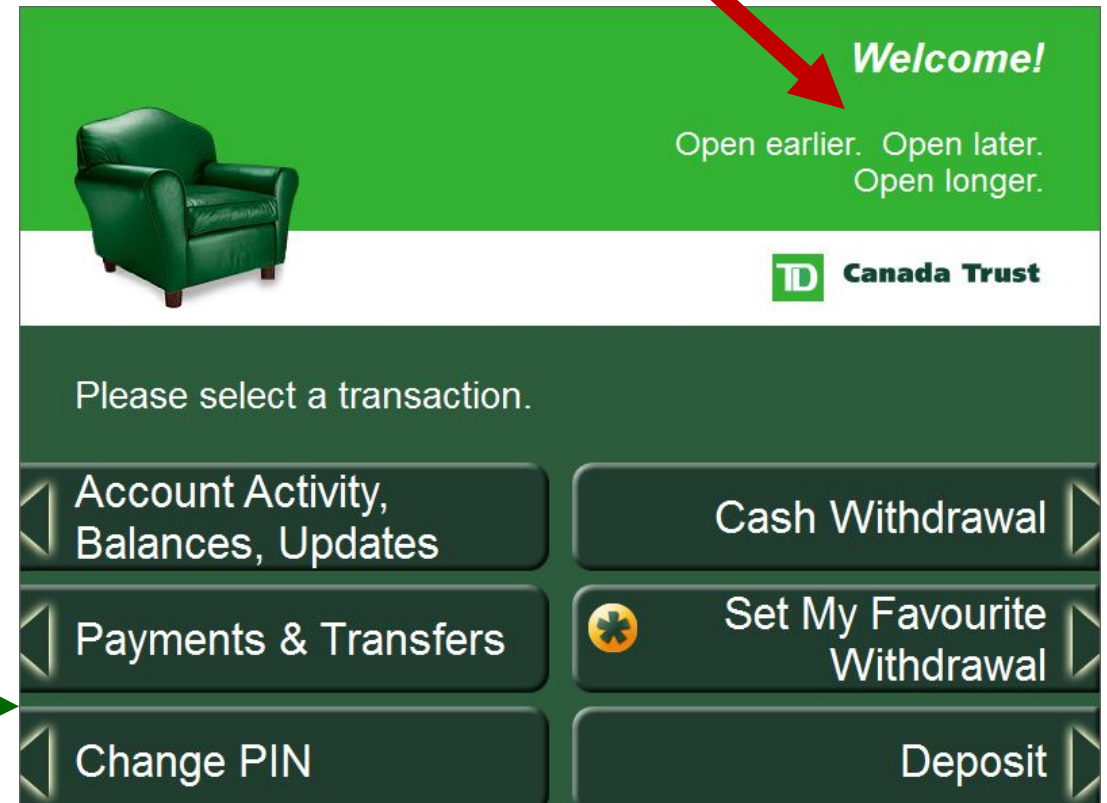 Welcome!
Open earlier.  Open later.
Open longer.
TD Canada Trust
Please select a transaction.
Account Activity,
Balances, Updates
Cash Withdrawal
Payments & Transfers
Set My Favourite
Withdrawal
Change PIN
Deposit